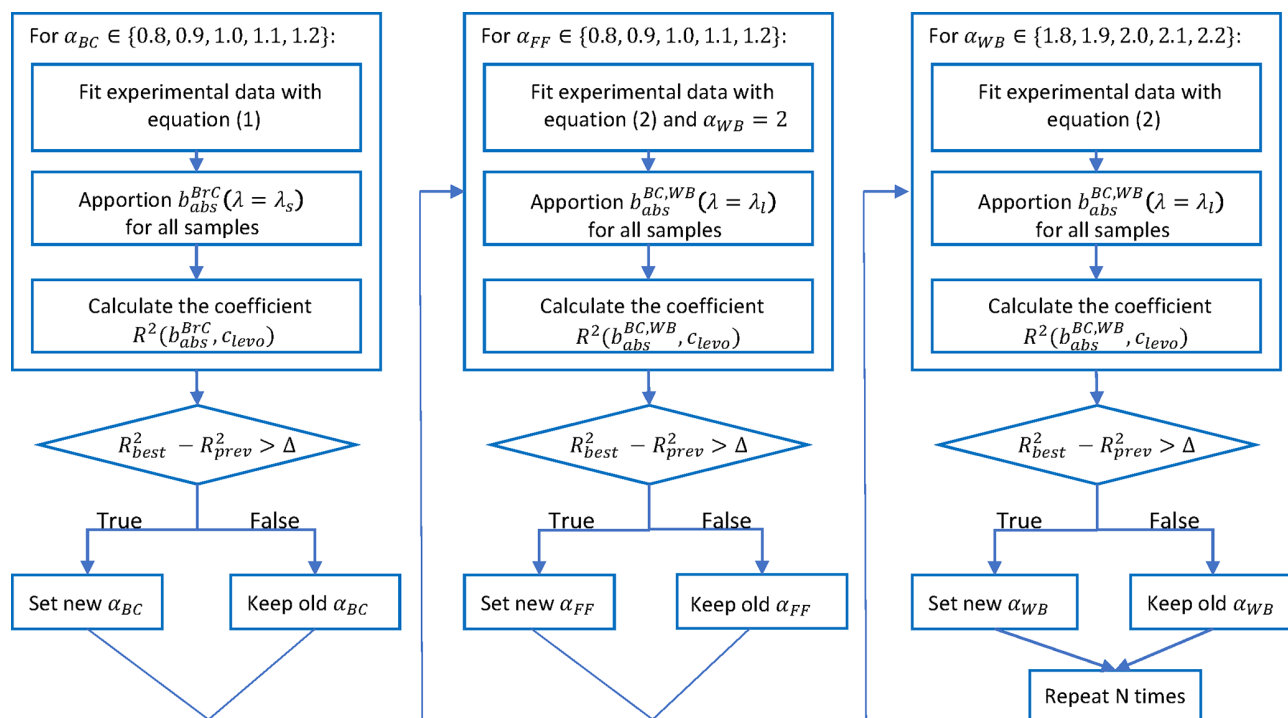 For α_BC ∈ {0.8, 0.9, 1.0, 1.1, 1.2}:
Fit experimental data with
equation (1)
Apportion b_abs^BrC(λ = λ_s)
for all samples
Calculate the coefficient
R²(b_abs^BrC, c_levo)
R²_best − R²_prev > Δ
True
False
Set new α_BC
Keep old α_BC
For α_FF ∈ {0.8, 0.9, 1.0, 1.1, 1.2}:
Fit experimental data with
equation (2) and α_WB = 2
Apportion b_abs^BC,WB(λ = λ_l)
for all samples
Calculate the coefficient
R²(b_abs^BC,WB, c_levo)
R²_best − R²_prev > Δ
True
False
Set new α_FF
Keep old α_FF
For α_WB ∈ {1.8, 1.9, 2.0, 2.1, 2.2}:
Fit experimental data with
equation (2)
Apportion b_abs^BC,WB(λ = λ_l)
for all samples
Calculate the coefficient
R²(b_abs^BC,WB, c_levo)
R²_best − R²_prev > Δ
True
False
Set new α_WB
Keep old α_WB
Repeat N times